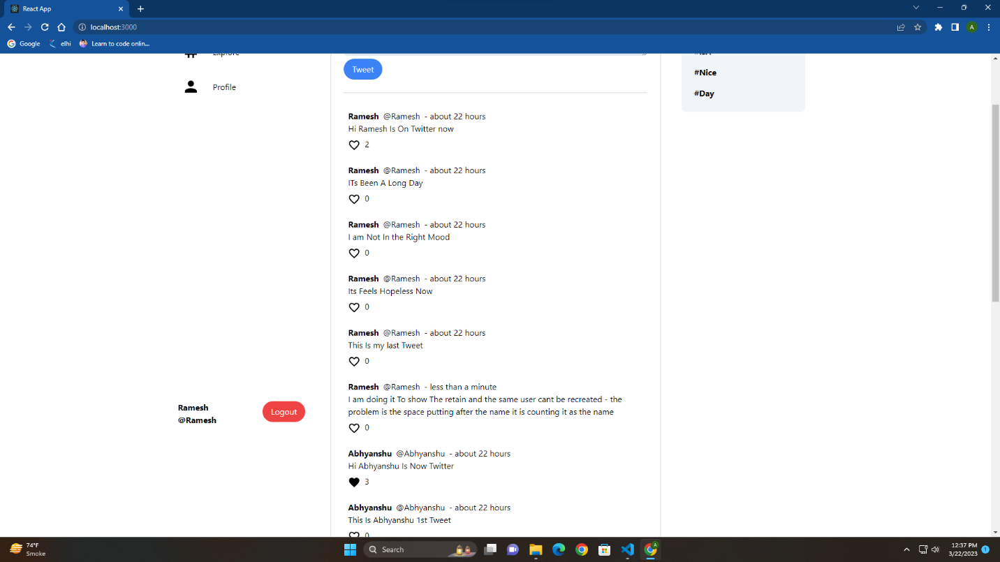 React App
localhost:3000
Google
elhi
Learn to code onlin...
A
Explore
Profile
Ramesh
@Ramesh
Logout
Tweet
Ramesh @Ramesh - about 22 hours
Hi Ramesh Is On Twitter now
2
Ramesh @Ramesh - about 22 hours
ITs Been A Long Day
0
Ramesh @Ramesh - about 22 hours
I am Not In the Right Mood
0
Ramesh @Ramesh - about 22 hours
Its Feels Hopeless Now
0
Ramesh @Ramesh - about 22 hours
This Is my last Tweet
0
Ramesh @Ramesh - less than a minute
I am doing it To show The retain and the same user cant be recreated - the
problem is the space putting after the name it is counting it as the name
0
Abhyanshu @Abhyanshu - about 22 hours
Hi Abhyanshu Is Now Twitter
3
Abhyanshu @Abhyanshu - about 22 hours
This Is Abhyanshu 1st Tweet
0
#Nice
#Day
74°F
Smoke
Search
A
12:37 PM
3/22/2023
1